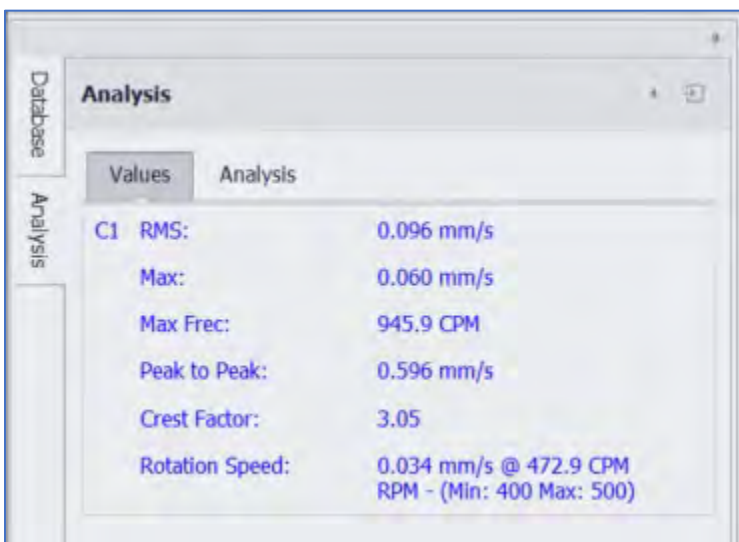 Database
Analysis
Analysis
Values Analysis
C1 RMS: 0.096 mm/s
Max: 0.060 mm/s
Max Frec: 945.9 CPM
Peak to Peak: 0.596 mm/s
Crest Factor: 3.05
Rotation Speed: 0.034 mm/s @ 472.9 CPM
RPM - (Min: 400 Max: 500)